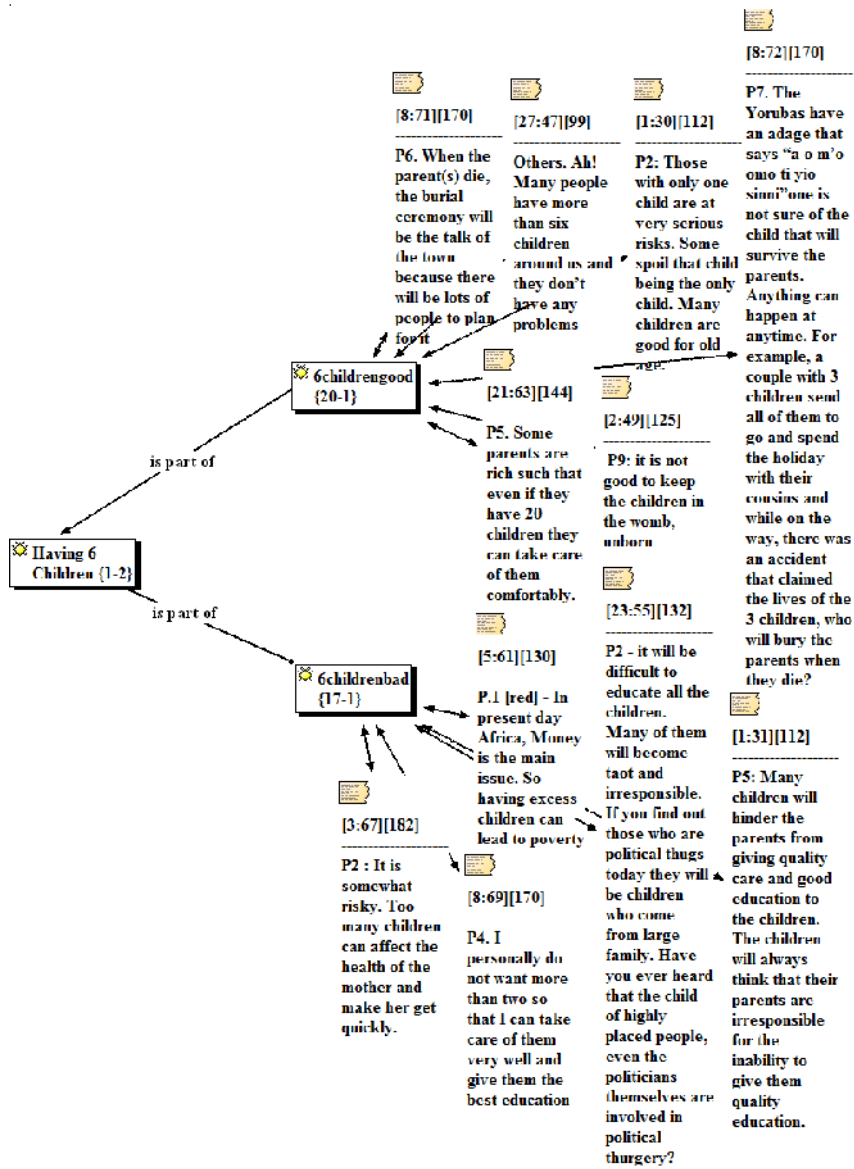 [8:71][170]
P6. When the
parent(s) die,
the burial
ceremony will
be the talk of
the town
because there
will be lots of
people to plan
for it
[27:47][99]
Others. Ah!
Many people
have more
than six
children
around us and
they don't
have any
problems
[1:30][112]
P2: Those
with only one
child are at
very serious
risks. Some
spoil that child
being the only
child. Many
children are
good for old
age.
[8:72][170]
P7. The
Yorubas have
an adage that
says “a o m’o
omo ti yio
sinni”one is
not sure of the
child that will
survive the
parents.
Anything can
happen at
anytime. For
example, a
couple with 3
children send
all of them to
go and spend
the holiday
with their
cousins and
while on the
way, there was
an accident
that claimed
the lives of the
3 children, who
will bury the
parents when
they die?
6childrengood
{20-1}
[21:63][144]
P5. Some
parents are
rich such that
even if they
have 20
children they
can take care
of them
comfortably.
[2:49][125]
P9: it is not
good to keep
the children in
the womb,
unborn
is part of
Having 6
Children {1-2}
is part of
6childrenbad
{17-1}
[5:61][130]
P.1 [red] - In
present day
Africa, Money
is the main
issue. So
having excess
children can
lead to poverty
[23:55][132]
P2 - it will be
difficult to
educate all the
children.
Many of them
will become
taot and
irresponsible.
If you find out
those who are
political thugs
today they will
be children
who come
from large
family. Have
you ever heard
that the child
of highly
placed people,
even the
politicians
themselves are
involved in
political
thurgery?
[1:31][112]
P5: Many
children will
hinder the
parents from
giving quality
care and good
education to
the children.
The children
will always
think that their
parents are
irresponsible
for the
inability to
give them
quality
education.
[3:67][182]
P2 : It is
somewhat
risky. Too
many children
can affect the
health of the
mother and
make her get
quickly.
[8:69][170]
P4. I
personally do
not want more
than two so
that I can take
care of them
very well and
give them the
best education